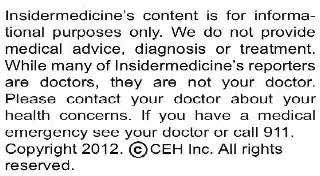 Insidermedicine's content is for informa-
tional purposes only. We do not provide
medical advice, diagnosis or treatment.
While many of Insidermedicine's reporters
are doctors, they are not your doctor.
Please contact your doctor about your
health concerns. If you have a medical
emergency see your doctor or call 911.
Copyright 2012. ©CEH Inc. All rights
reserved.